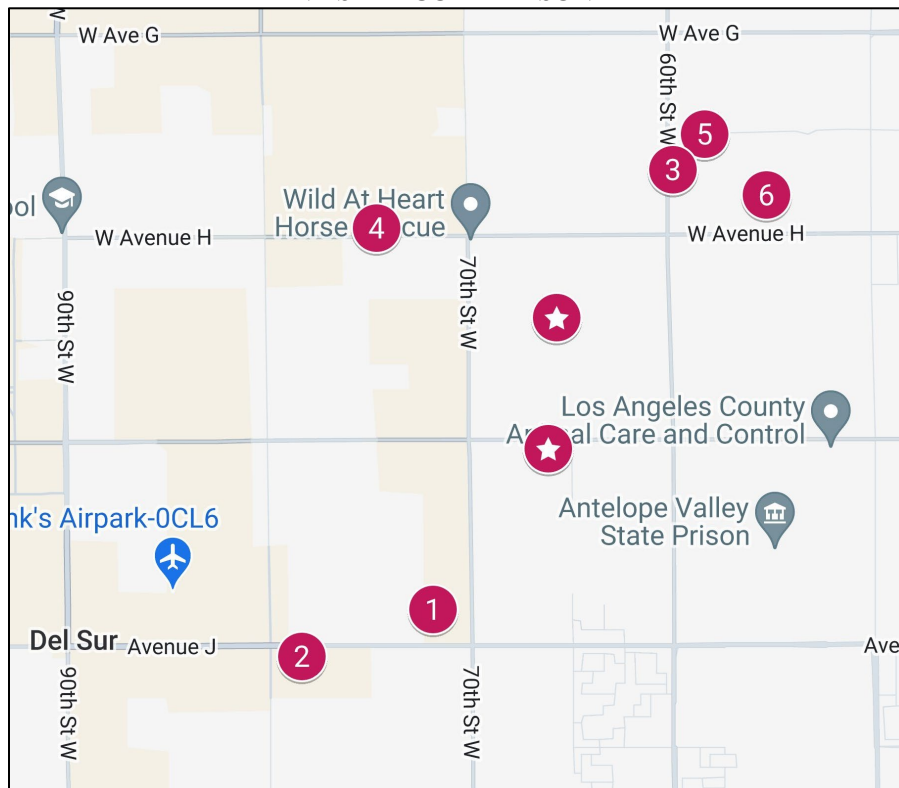 W Ave G
W Ave G
60th St W
5
3
6
ool
Wild At Heart
Horse
cue
4
W Avenue H
W Avenue H
90th St W
70th St W
Los Angeles County
A
al Care and Control
nk's Airpark-0CL6
Antelope Valley
State Prison
1
Del Sur
Avenue J
2
Ave
90th St W
70th St W